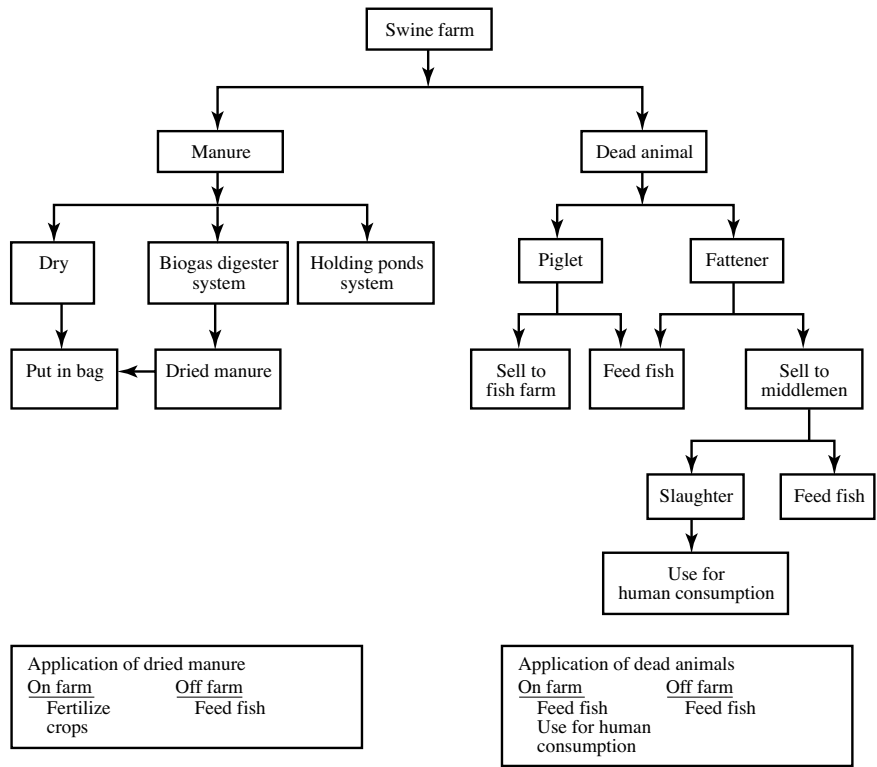 Swine farm
Manure
Dead animal
Dry
Biogas digester
system
Holding ponds
system
Piglet
Fattener
Put in bag
Dried manure
Sell to
fish farm
Feed fish
Sell to
middlemen
Slaughter
Feed fish
Use for
human consumption
Application of dried manure
On farm
Off farm
Fertilize
crops
Feed fish
Application of dead animals
On farm
Off farm
Feed fish
Use for human
consumption
Feed fish